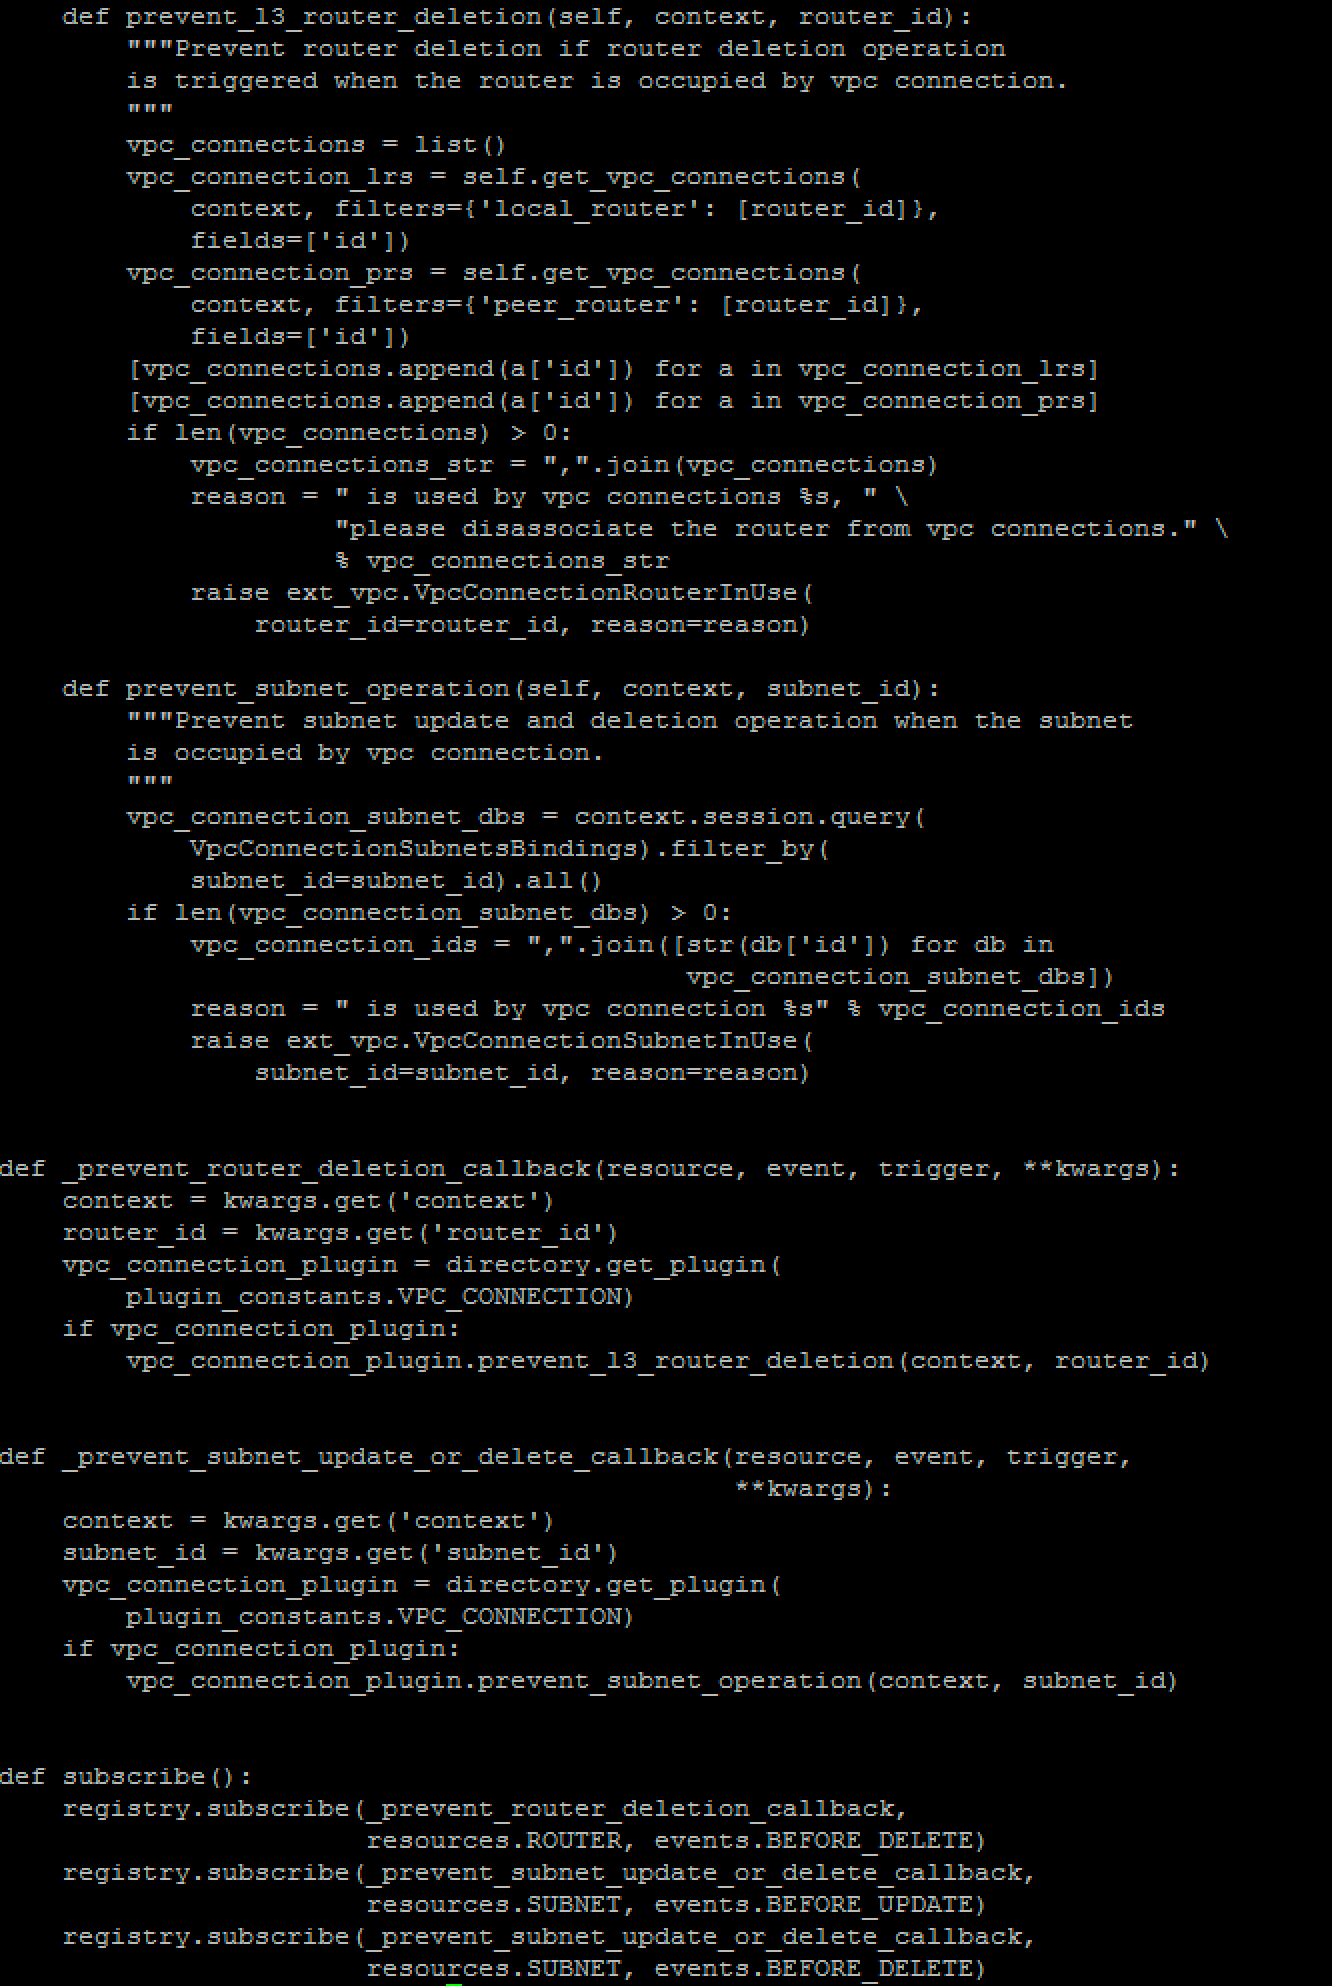 def prevent_l3_router_deletion(self, context, router_id):
        """Prevent router deletion if router deletion operation
        is triggered when the router is occupied by vpc connection.
        """
        vpc_connections = list()
        vpc_connection_lrs = self.get_vpc_connections(
            context, filters={'local_router': [router_id]},
            fields=['id'])
        vpc_connection_prs = self.get_vpc_connections(
            context, filters={'peer_router': [router_id]},
            fields=['id'])
        [vpc_connections.append(a['id']) for a in vpc_connection_lrs]
        [vpc_connections.append(a['id']) for a in vpc_connection_prs]
        if len(vpc_connections) > 0:
            vpc_connections_str = ",".join(vpc_connections)
            reason = " is used by vpc connections %s, " \
                     "please disassociate the router from vpc connections." \
                     % vpc_connections_str
            raise ext_vpc.VpcConnectionRouterInUse(
                router_id=router_id, reason=reason)

    def prevent_subnet_operation(self, context, subnet_id):
        """Prevent subnet update and deletion operation when the subnet
        is occupied by vpc connection.
        """
        vpc_connection_subnet_dbs = context.session.query(
            VpcConnectionSubnetsBindings).filter_by(
            subnet_id=subnet_id).all()
        if len(vpc_connection_subnet_dbs) > 0:
            vpc_connection_ids = ",".join([str(db['id']) for db in
                                           vpc_connection_subnet_dbs])
            reason = " is used by vpc connection %s" % vpc_connection_ids
            raise ext_vpc.VpcConnectionSubnetInUse(
                subnet_id=subnet_id, reason=reason)


def _prevent_router_deletion_callback(resource, event, trigger, **kwargs):
    context = kwargs.get('context')
    router_id = kwargs.get('router_id')
    vpc_connection_plugin = directory.get_plugin(
        plugin_constants.VPC_CONNECTION)
    if vpc_connection_plugin:
        vpc_connection_plugin.prevent_l3_router_deletion(context, router_id)


def _prevent_subnet_update_or_delete_callback(resource, event, trigger,
                                              **kwargs):
    context = kwargs.get('context')
    subnet_id = kwargs.get('subnet_id')
    vpc_connection_plugin = directory.get_plugin(
        plugin_constants.VPC_CONNECTION)
    if vpc_connection_plugin:
        vpc_connection_plugin.prevent_subnet_operation(context, subnet_id)


def subscribe():
    registry.subscribe(_prevent_router_deletion_callback,
                       resources.ROUTER, events.BEFORE_DELETE)
    registry.subscribe(_prevent_subnet_update_or_delete_callback,
                       resources.SUBNET, events.BEFORE_UPDATE)
    registry.subscribe(_prevent_subnet_update_or_delete_callback,
                       resources.SUBNET, events.BEFORE_DELETE)